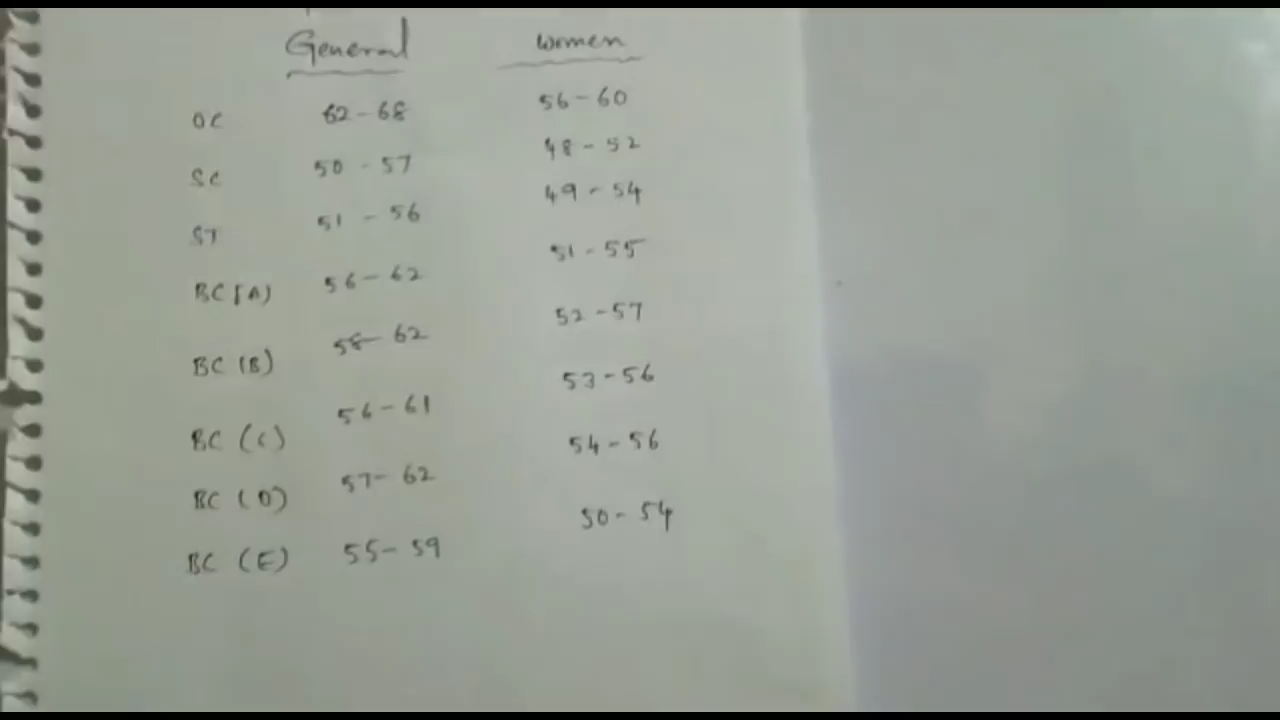 General women
OC 62-68 56-60
SC 50-57 48-52
ST 51-56 49-54
BC(A) 56-62 51-55
BC(B) 58-62 52-57
BC(C) 56-61 53-56
BC(D) 57-62 54-56
BC(E) 55-59 50-54